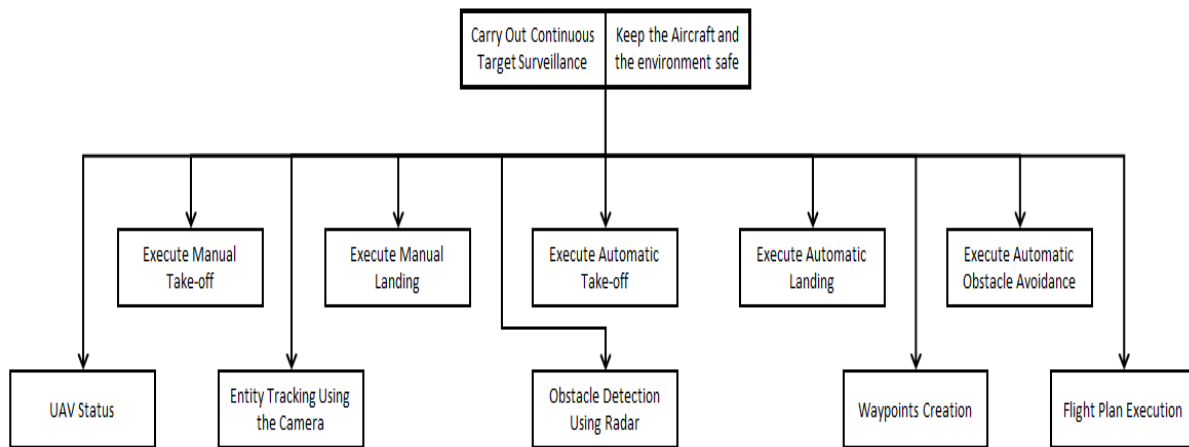 Carry Out Continuous
Target Surveillance
Keep the Aircraft and
the environment safe
Execute Manual
Take-off
Execute Manual
Landing
Execute Automatic
Take-off
Execute Automatic
Landing
Execute Automatic
Obstacle Avoidance
UAV Status
Entity Tracking Using
the Camera
Obstacle Detection
Using Radar
Waypoints Creation
Flight Plan Execution